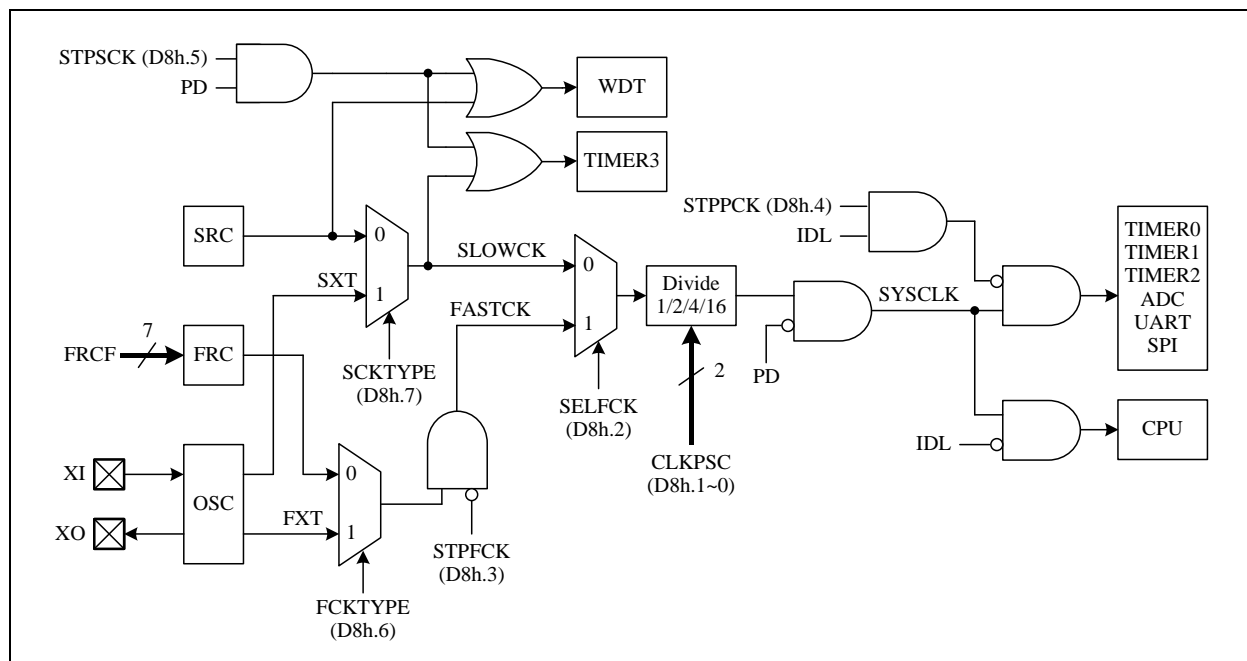 STPSCK (D8h.5)
PD
WDT
TIMER3
SRC
0
1
SXT
SLOWCK
FASTCK
SCKTYPE
(D8h.7)
FRCF
7
FRC
0
1
SELFCK
(D8h.2)
Divide
1/2/4/16
2
CLKPSC
(D8h.1~0)
PD
SYSCLK
STPPCK (D8h.4)
IDL
TIMER0
TIMER1
TIMER2
ADC
UART
SPI
IDL
CPU
XI
XO
OSC
FXT
0
1
FCKTYPE
(D8h.6)
STPFCK
(D8h.3)